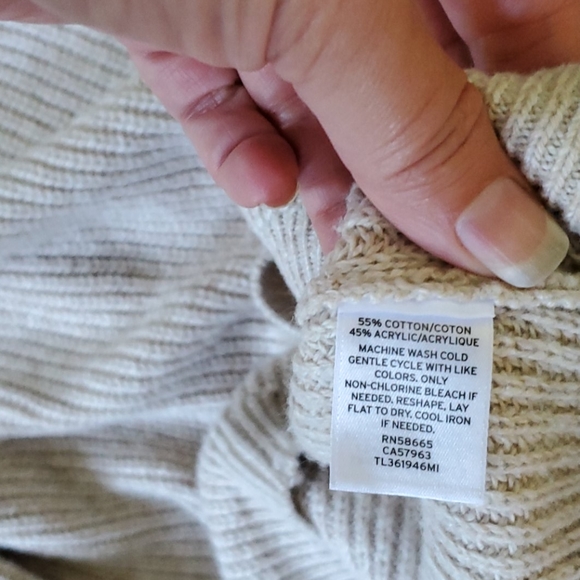 55% COTTON/COTON
45% ACRYLIC/ACRYLIQUE
MACHINE WASH COLD
GENTLE CYCLE WITH LIKE
COLORS. ONLY
NON-CHLORINE BLEACH IF
NEEDED. RESHAPE, LAY
FLAT TO DRY. COOL IRON
IF NEEDED.
RN58665
CA57963
TL361946MI